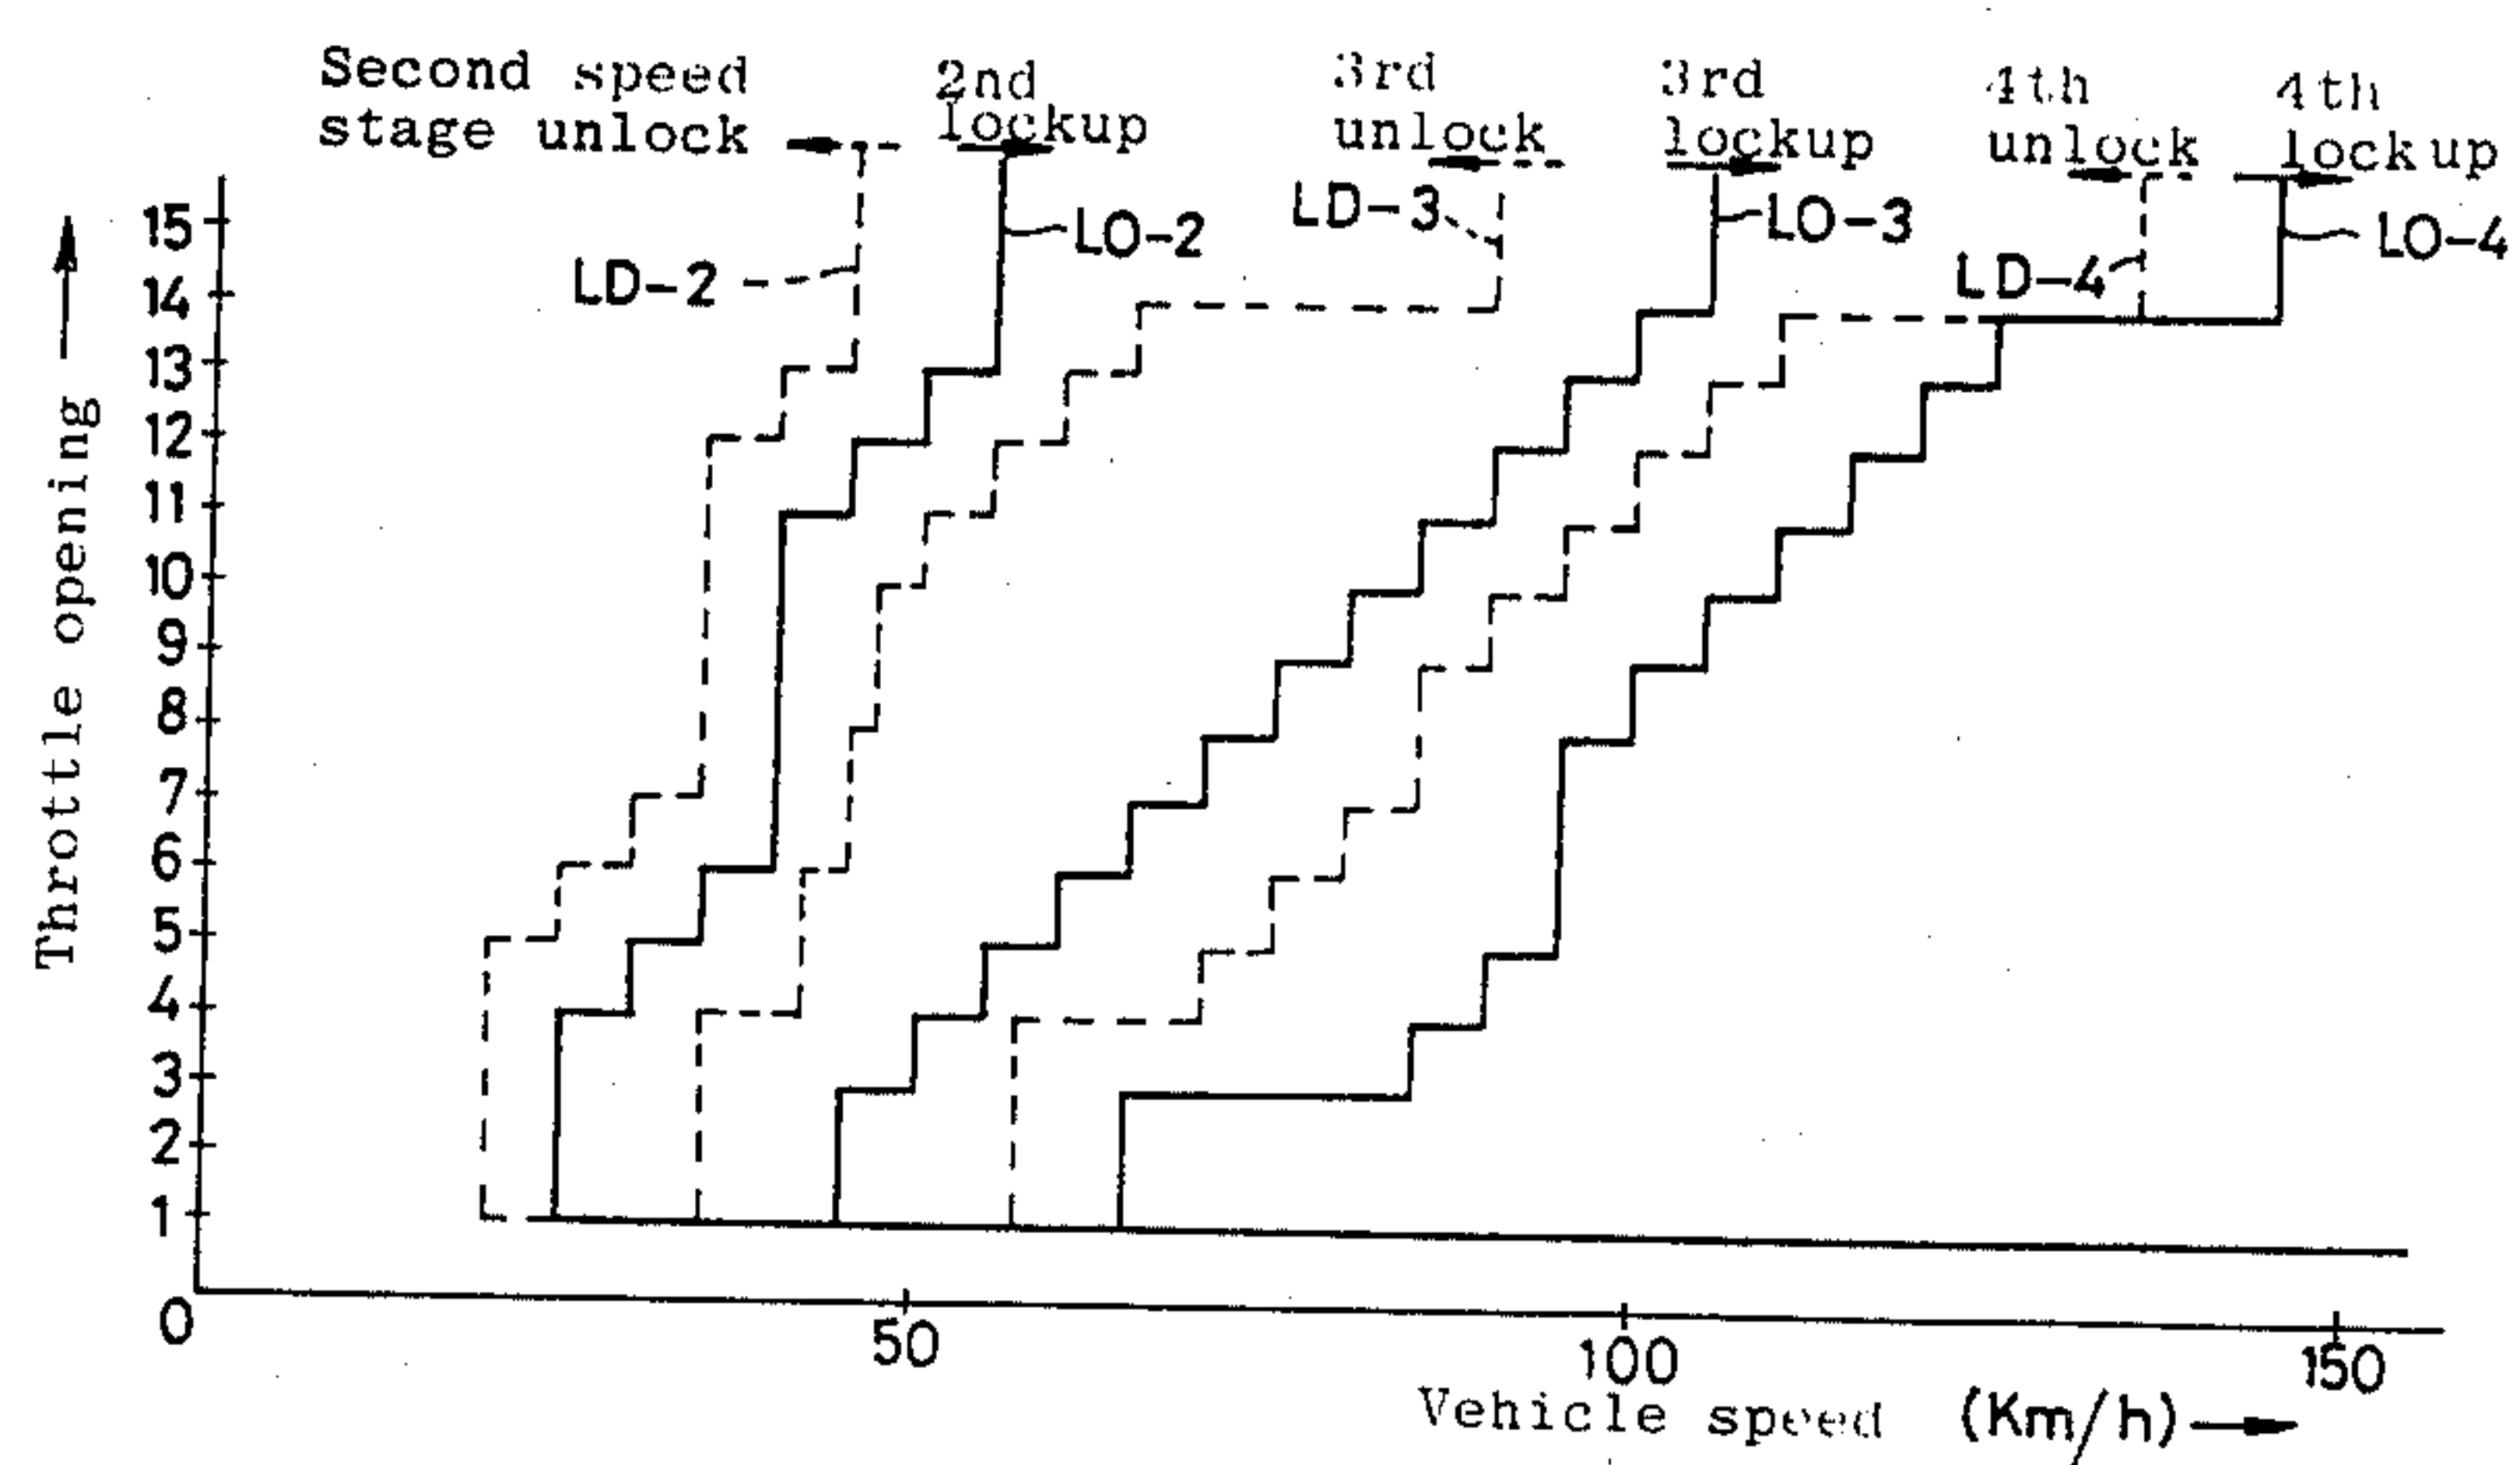 Second speed
stage unlock
2nd
lockup
3rd
unlock
3rd
lockup
4th
unlock
4th
lockup
LD-2
LO-2
LD-3
LO-3
LD-4
LO-4
Throttle opening
15
14
13
12
11
10
9
8
7
6
5
4
3
2
1
0
50
100
150
Vehicle speed (Km/h)